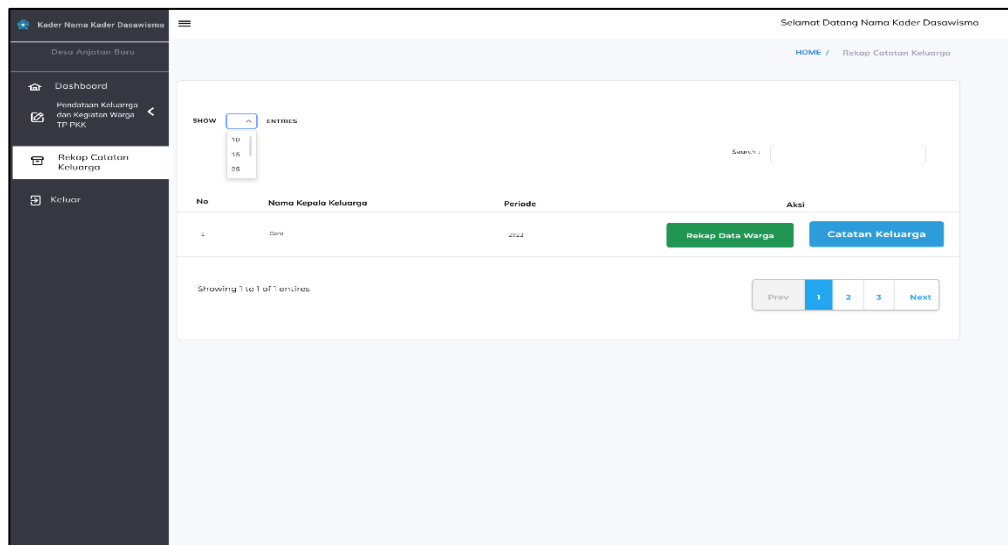 Kader Nama Kader Dasawisma
Selamat Datang Nama Kader Dasawisma
Desa Anjatan Baru
HOME / Rekap Catatan Keluarga
Dashboard
Pendataan Keluarrga
dan Kegiatan Warga
TP PKK
Rekap Catatan
Keluarga
Keluar
SHOW ENTRIES
10
15
25
Search :
No Nama Kepala Keluarga Periode Aksi
1 2022 Rekap Data Warga Catatan Keluarga
Showing 1 to 1 of 1 entires
Prev 1 2 3 Next